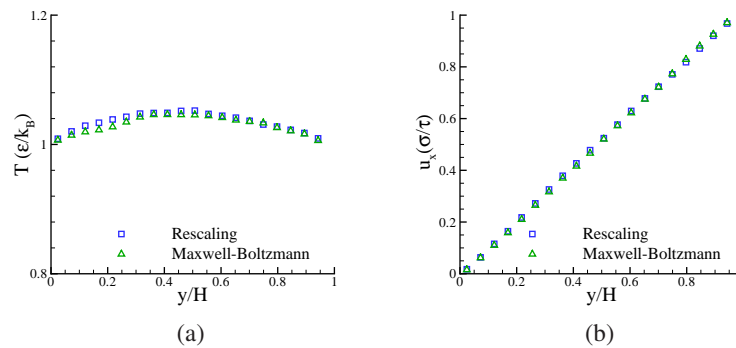 1.2
1
0.8
T (ε/k_B)
0 0.2 0.4 0.6 0.8 1
y/H
Rescaling
Maxwell-Boltzmann
(a)
1
0.8
0.6
0.4
0.2
0
u_x(σ/τ)
0 0.2 0.4 0.6 0.8
y/H
Rescaling
Maxwell-Boltzmann
(b)